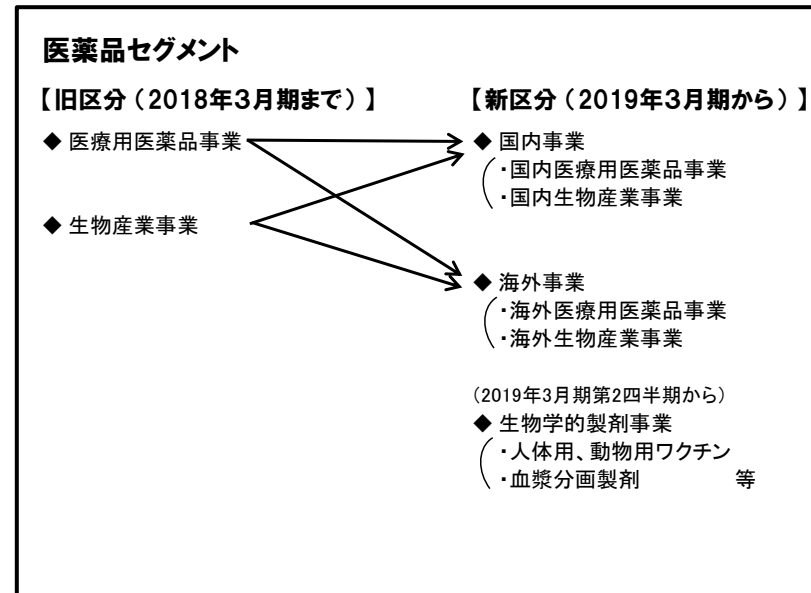 医薬品セグメント
【旧区分（2018年3月期まで）】
◆ 医療用医薬品事業
◆ 生物産業事業
【新区分（2019年3月期から）】
◆ 国内事業
・国内医療用医薬品事業
・国内生物産業事業
◆ 海外事業
・海外医療用医薬品事業
・海外生物産業事業
(2019年3月期第2四半期から)
◆ 生物学的製剤事業
・人体用、動物用ワクチン
・血漿分画製剤　　　　等